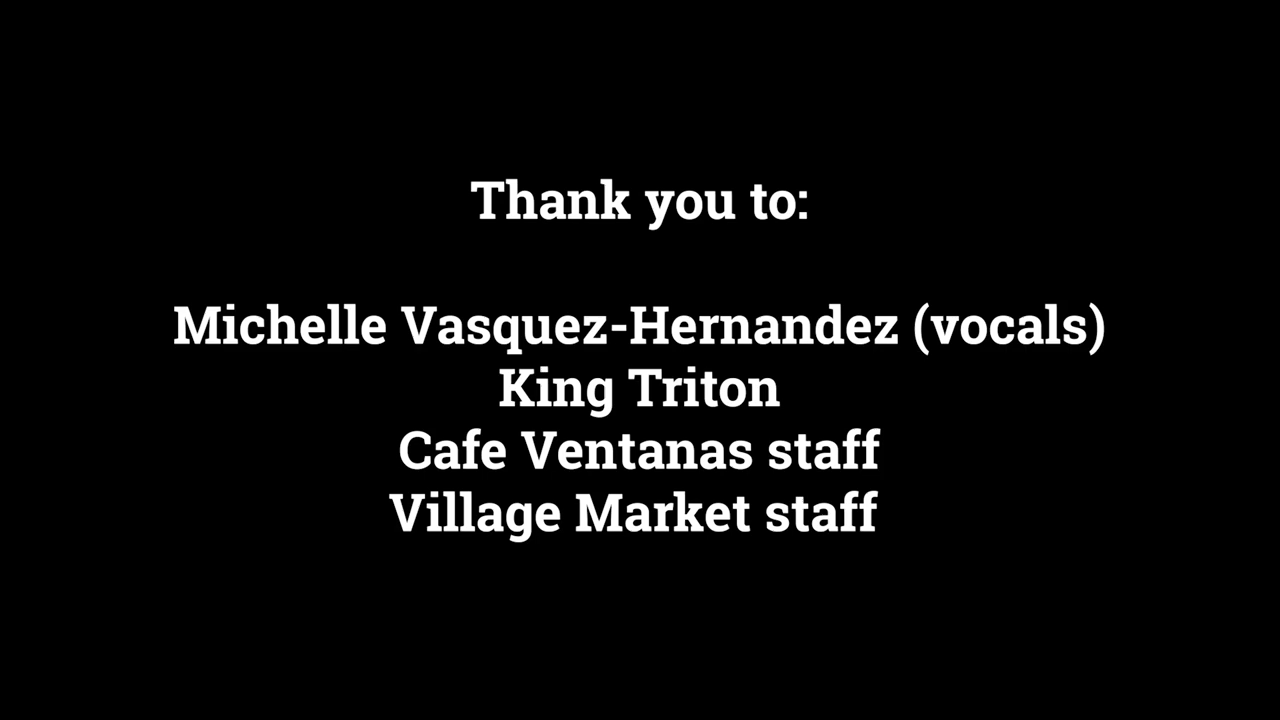 Thank you to:
Michelle Vasquez-Hernandez (vocals)
King Triton
Cafe Ventanas staff
Village Market staff